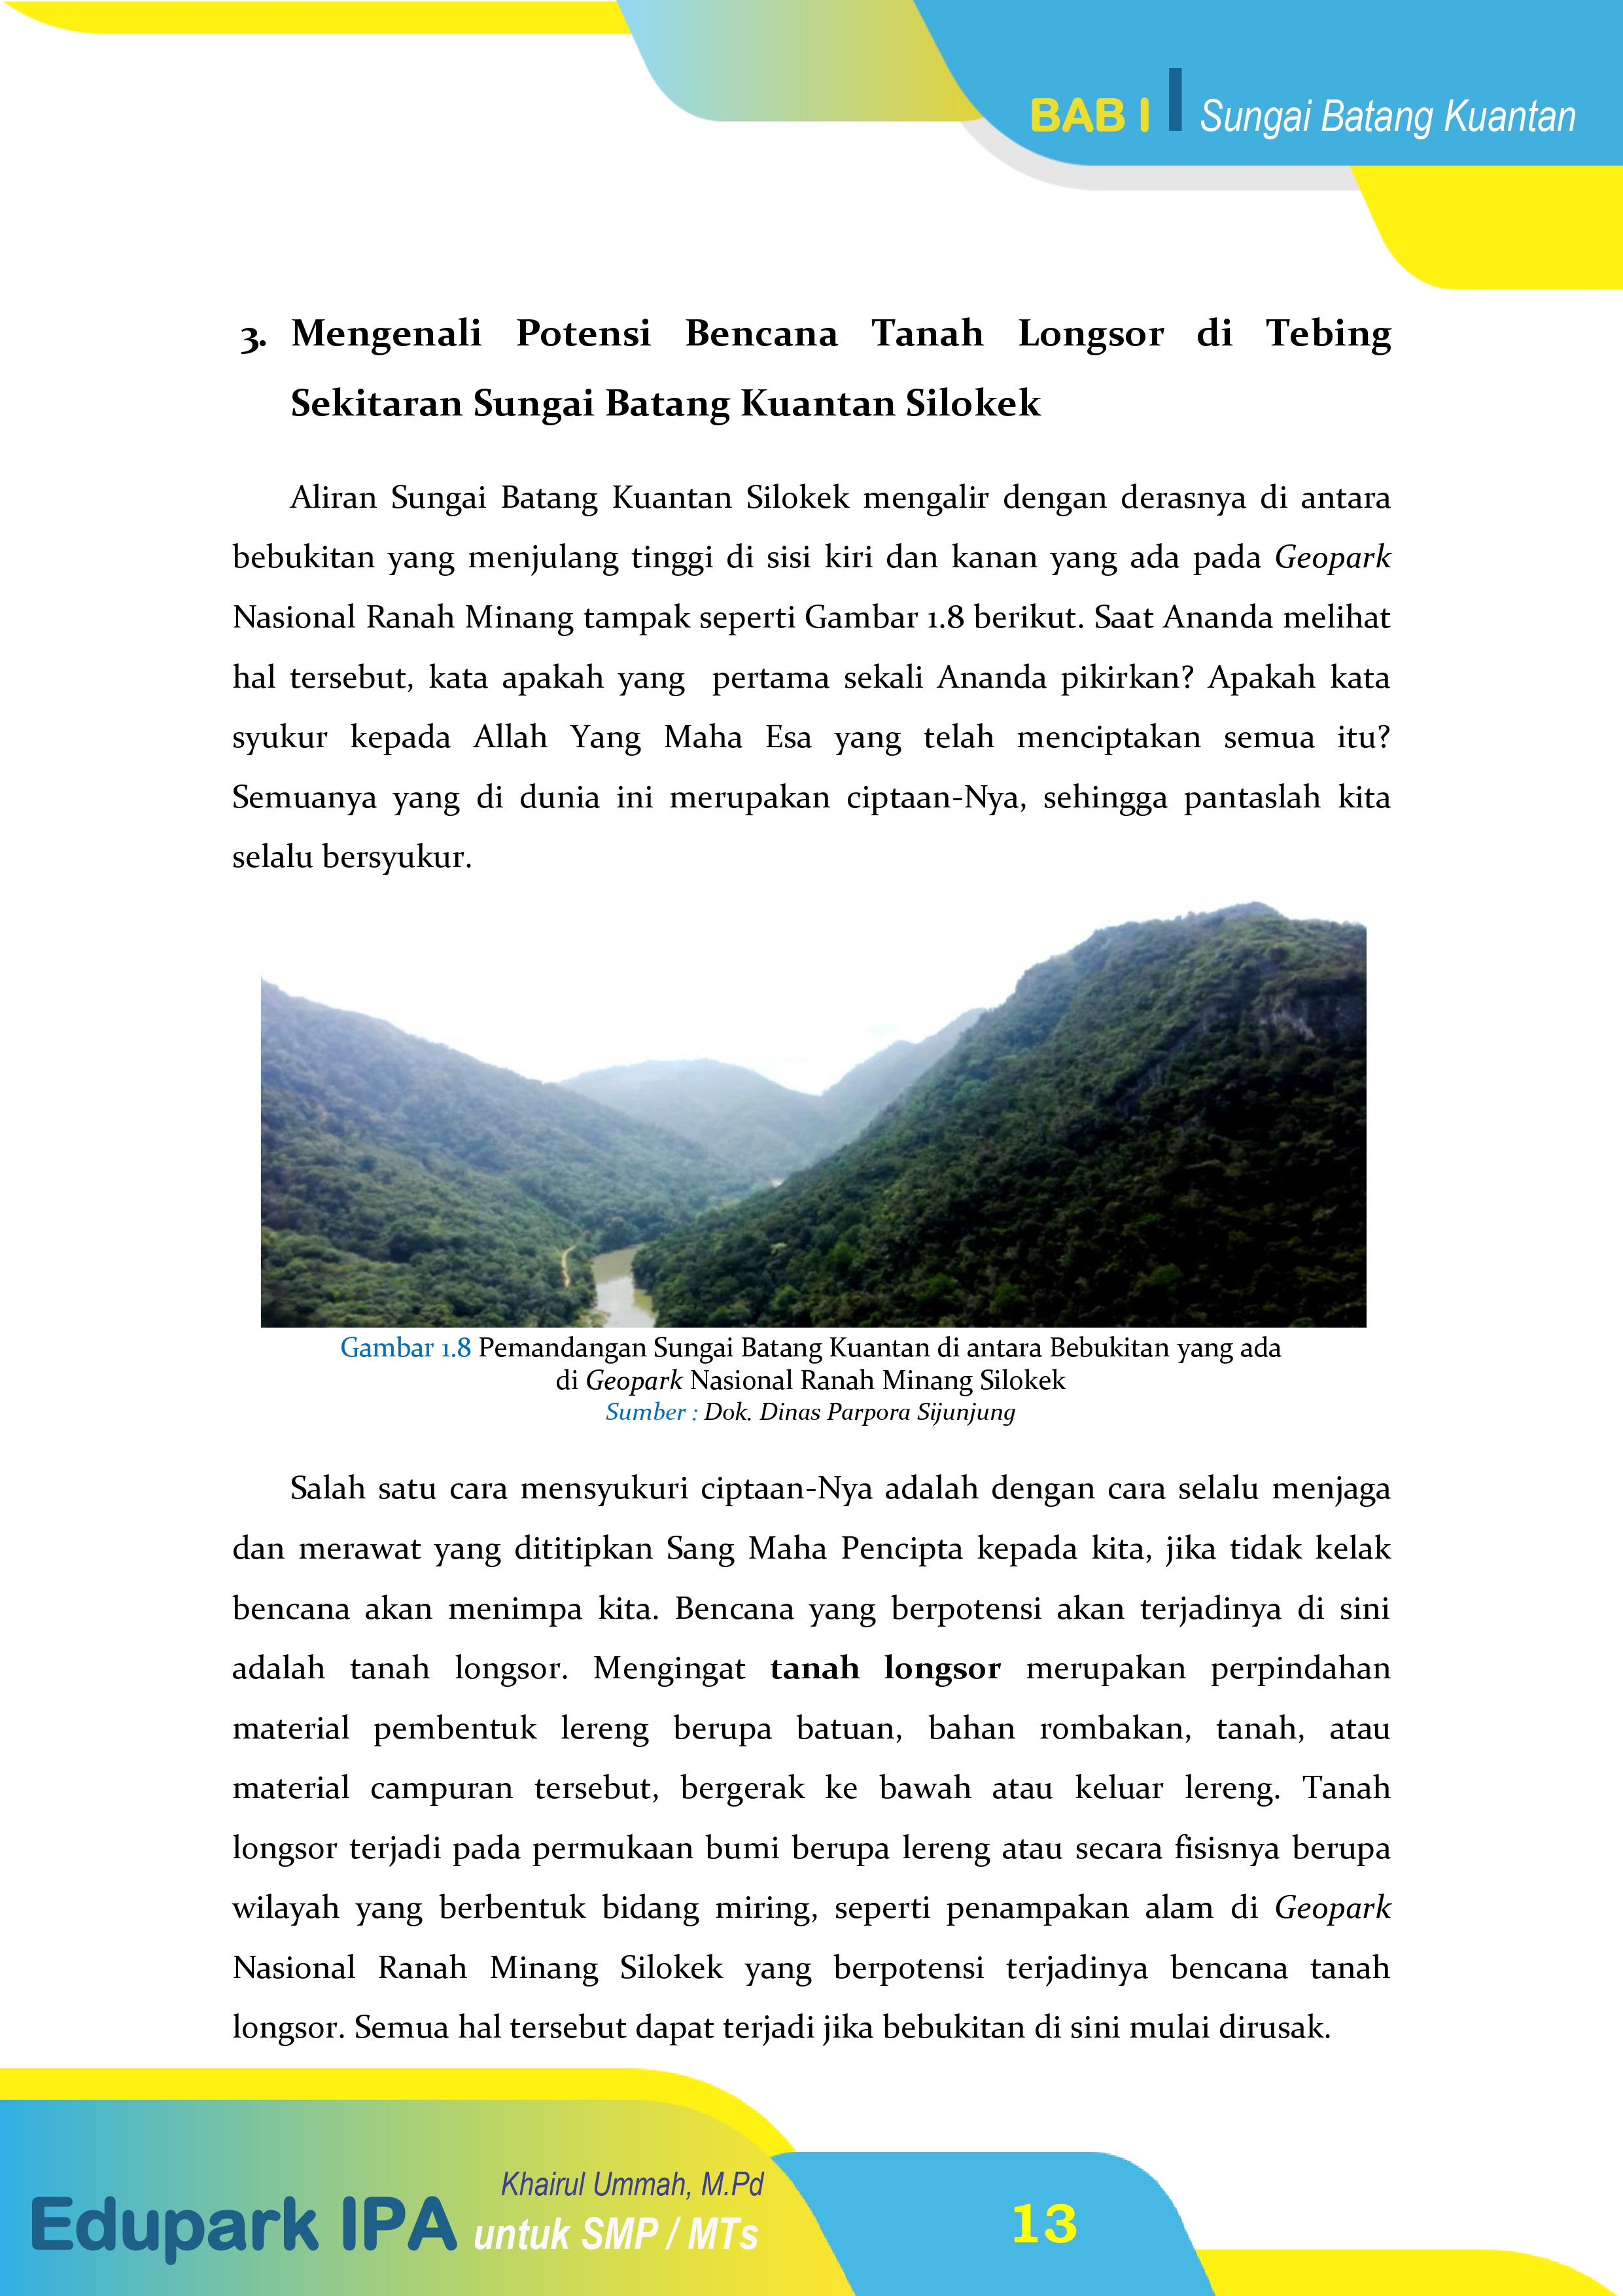 BAB I | Sungai Batang Kuantan
3. Mengenali Potensi Bencana Tanah Longsor di Tebing
Sekitaran Sungai Batang Kuantan Silokek
Aliran Sungai Batang Kuantan Silokek mengalir dengan derasnya di antara
bebukitan yang menjulang tinggi di sisi kiri dan kanan yang ada pada Geopark
Nasional Ranah Minang tampak seperti Gambar 1.8 berikut. Saat Ananda melihat
hal tersebut, kata apakah yang pertama sekali Ananda pikirkan? Apakah kata
syukur kepada Allah Yang Maha Esa yang telah menciptakan semua itu?
Semuanya yang di dunia ini merupakan ciptaan-Nya, sehingga pantaslah kita
selalu bersyukur.
Gambar 1.8 Pemandangan Sungai Batang Kuantan di antara Bebukitan yang ada
di Geopark Nasional Ranah Minang Silokek
Sumber : Dok. Dinas Parpora Sijunjung
Salah satu cara mensyukuri ciptaan-Nya adalah dengan cara selalu menjaga
dan merawat yang dititipkan Sang Maha Pencipta kepada kita, jika tidak kelak
bencana akan menimpa kita. Bencana yang berpotensi akan terjadinya di sini
adalah tanah longsor. Mengingat tanah longsor merupakan perpindahan
material pembentuk lereng berupa batuan, bahan rombakan, tanah, atau
material campuran tersebut, bergerak ke bawah atau keluar lereng. Tanah
longsor terjadi pada permukaan bumi berupa lereng atau secara fisisnya berupa
wilayah yang berbentuk bidang miring, seperti penampakan alam di Geopark
Nasional Ranah Minang Silokek yang berpotensi terjadinya bencana tanah
longsor. Semua hal tersebut dapat terjadi jika bebukitan di sini mulai dirusak.
Khairul Ummah, M.Pd
Edupark IPA untuk SMP / MTs
13